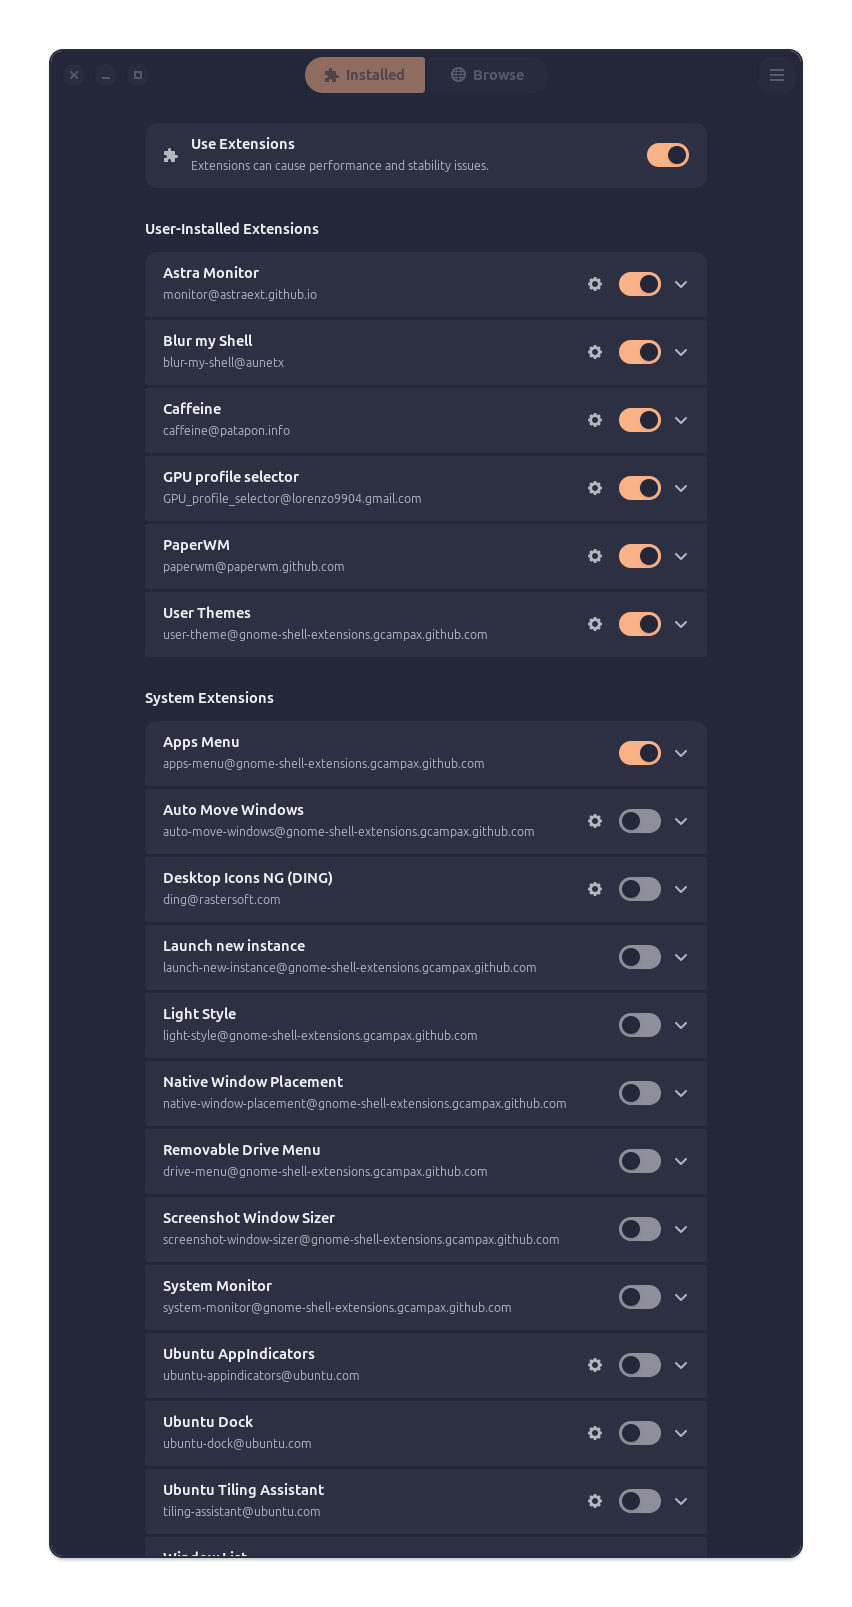 Installed
Browse
Use Extensions
Extensions can cause performance and stability issues.
User-Installed Extensions
Astra Monitor
monitor@astraext.github.io
Blur my Shell
blur-my-shell@aunetx
Caffeine
caffeine@patapon.info
GPU profile selector
GPU_profile_selector@lorenzo9904.gmail.com
PaperWM
paperwm@paperwm.github.com
User Themes
user-theme@gnome-shell-extensions.gcampax.github.com
System Extensions
Apps Menu
apps-menu@gnome-shell-extensions.gcampax.github.com
Auto Move Windows
auto-move-windows@gnome-shell-extensions.gcampax.github.com
Desktop Icons NG (DING)
ding@rastersoft.com
Launch new instance
launch-new-instance@gnome-shell-extensions.gcampax.github.com
Light Style
light-style@gnome-shell-extensions.gcampax.github.com
Native Window Placement
native-window-placement@gnome-shell-extensions.gcampax.github.com
Removable Drive Menu
drive-menu@gnome-shell-extensions.gcampax.github.com
Screenshot Window Sizer
screenshot-window-sizer@gnome-shell-extensions.gcampax.github.com
System Monitor
system-monitor@gnome-shell-extensions.gcampax.github.com
Ubuntu AppIndicators
ubuntu-appindicators@ubuntu.com
Ubuntu Dock
ubuntu-dock@ubuntu.com
Ubuntu Tiling Assistant
tiling-assistant@ubuntu.com
Window List